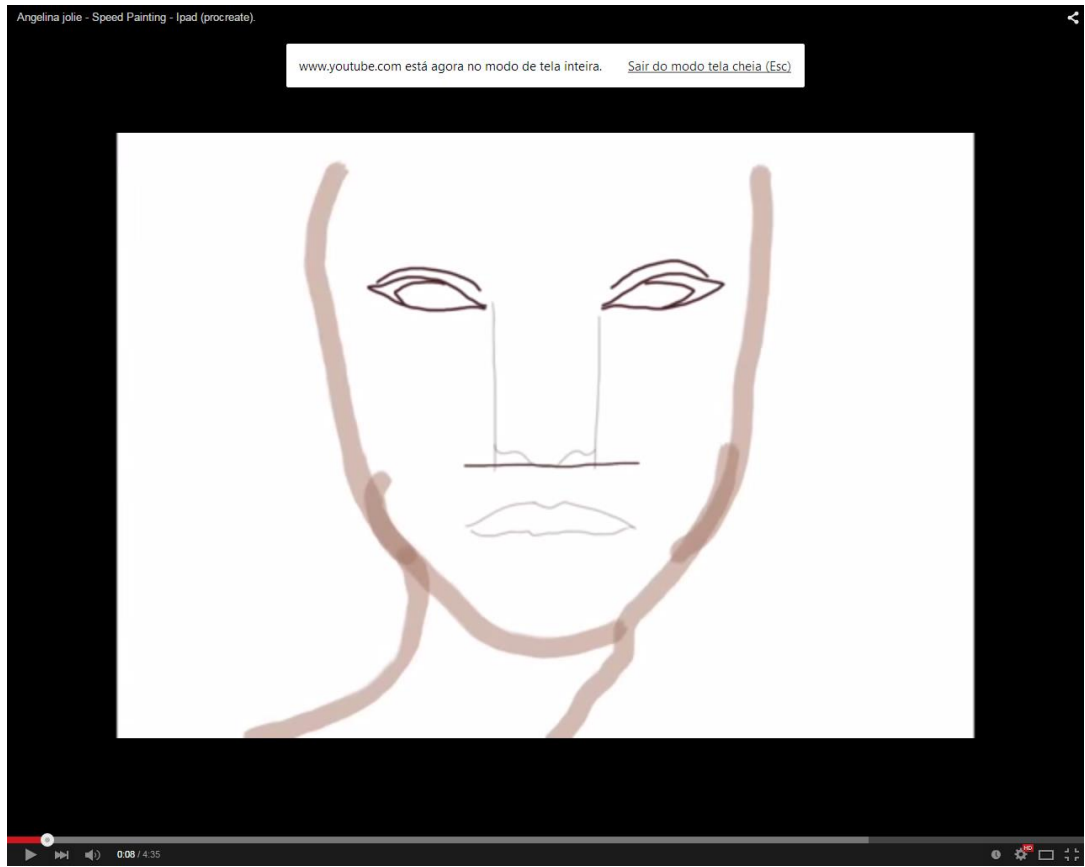 Angelina jolie - Speed Painting - Ipad (procreate).
www.youtube.com está agora no modo de tela inteira. Sair do modo tela cheia (Esc)
0:08 / 4:35
HD